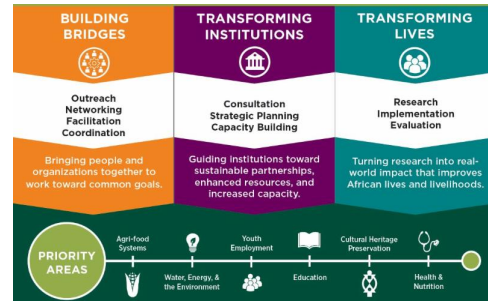 BUILDING
BRIDGES
Outreach
Networking
Facilitation
Coordination
Bringing people and
organizations together to
work toward common goals.
TRANSFORMING
INSTITUTIONS
Consultation
Strategic Planning
Capacity Building
Guiding institutions toward
sustainable partnerships,
enhanced resources, and
increased capacity.
TRANSFORMING
LIVES
Research
Implementation
Evaluation
Turning research into real-
world impact that improves
African lives and livelihoods.
PRIORITY
AREAS
Agri-food
Systems
Water, Energy, &
the Environment
Youth
Employment
Education
Cultural Heritage
Preservation
Health &
Nutrition